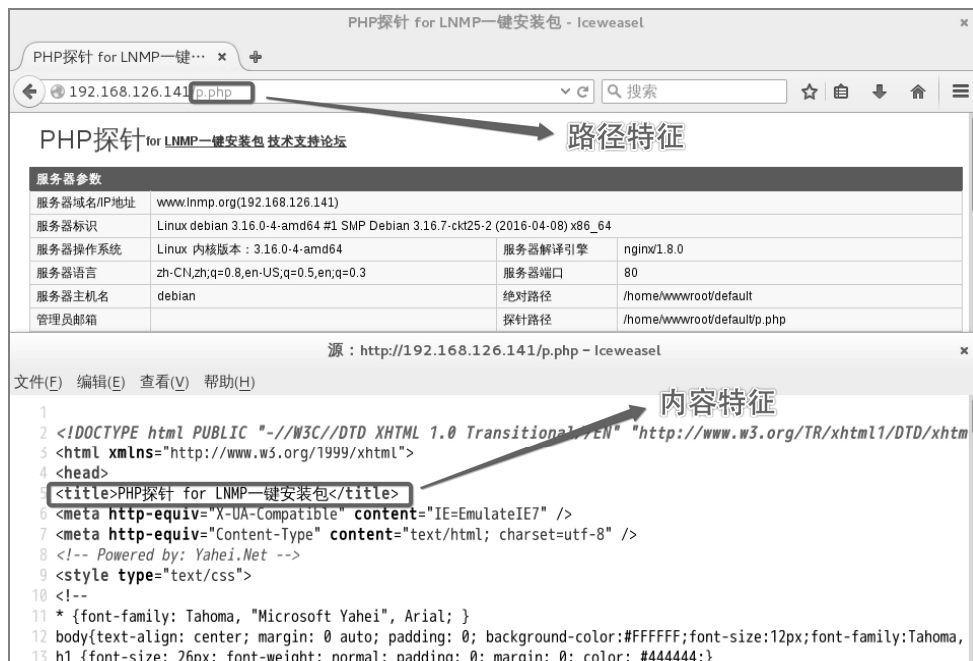 PHP探针 for LNMP一键安装包 - Iceweasel
PHP探针 for LNMP一键…
192.168.126.141/p.php 搜索
路径特征
PHP探针 for LNMP一键安装包 技术支持论坛
服务器参数
服务器域名/IP地址 www.lnmp.org(192.168.126.141)
服务器标识 Linux debian 3.16.0-4-amd64 #1 SMP Debian 3.16.7-ckt25-2 (2016-04-08) x86_64
服务器操作系统 Linux 内核版本：3.16.0-4-amd64 服务器解译引擎 nginx/1.8.0
服务器语言 zh-CN,zh;q=0.8,en-US;q=0.5,en;q=0.3 服务器端口 80
服务器主机名 debian 绝对路径 /home/wwwroot/default
管理员邮箱 探针路径 /home/wwwroot/default/p.php
源：http://192.168.126.141/p.php - Iceweasel
文件(F) 编辑(E) 查看(V) 帮助(H)
内容特征
1
2 <!DOCTYPE html PUBLIC "-//W3C//DTD XHTML 1.0 Transitional//EN" "http://www.w3.org/TR/xhtml1/DTD/xhtm
3 <html xmlns="http://www.w3.org/1999/xhtml">
4 <head>
5 <title>PHP探针 for LNMP一键安装包</title>
6 <meta http-equiv="X-UA-Compatible" content="IE=EmulateIE7" />
7 <meta http-equiv="Content-Type" content="text/html; charset=utf-8" />
8 <!-- Powered by: Yahei.Net -->
9 <style type="text/css">
10 <!--
11 * {font-family: Tahoma, "Microsoft Yahei", Arial; }
12 body{text-align: center; margin: 0 auto; padding: 0; background-color:#FFFFFF;font-size:12px;font-family:Tahoma,
13 h1 {font-size: 26px; font-weight: normal; padding: 0; margin: 0; color: #444444;}